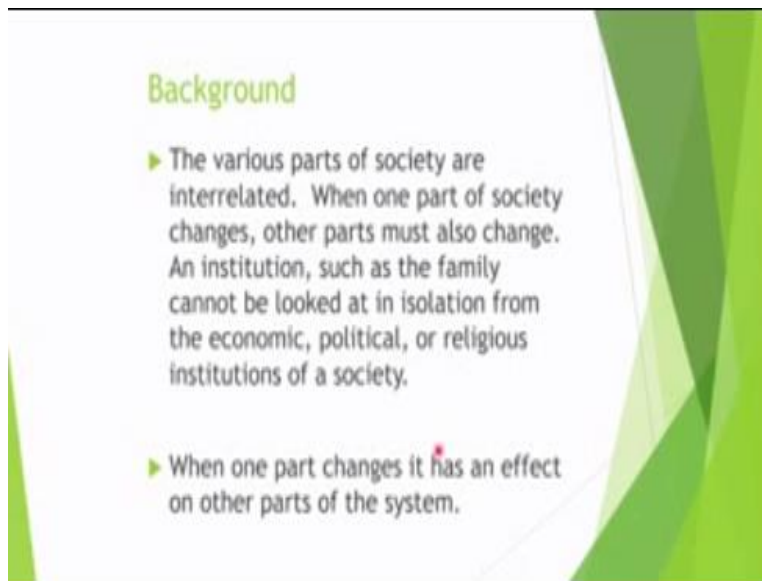 Background
The various parts of society are
interrelated. When one part of society
changes, other parts must also change.
An institution, such as the family
cannot be looked at in isolation from
the economic, political, or religious
institutions of a society.
When one part changes it has an effect
on other parts of the system.